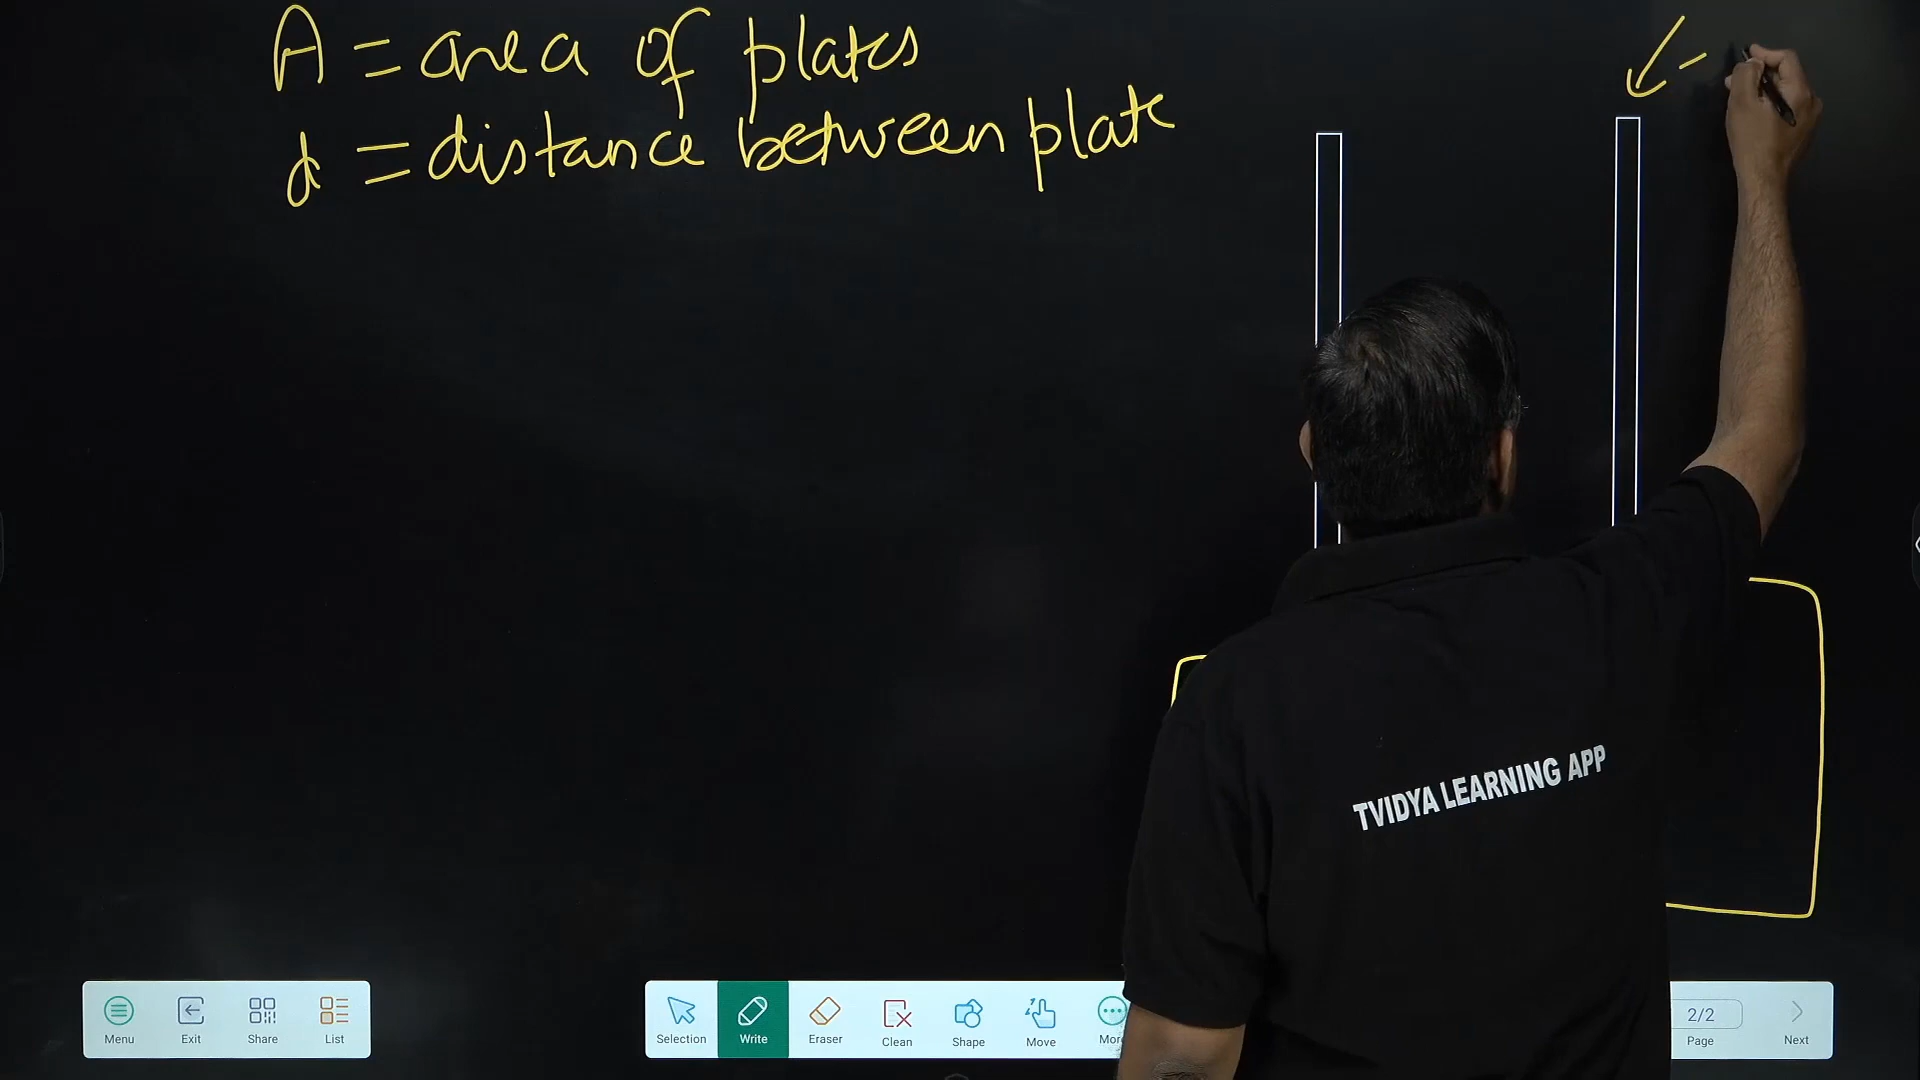 A = area of plates
d = distance between plate
TVIDYA LEARNING APP
Menu
Exit
Share
List
Selection
Write
Eraser
Clean
Shape
Move
2/2
Page
Next